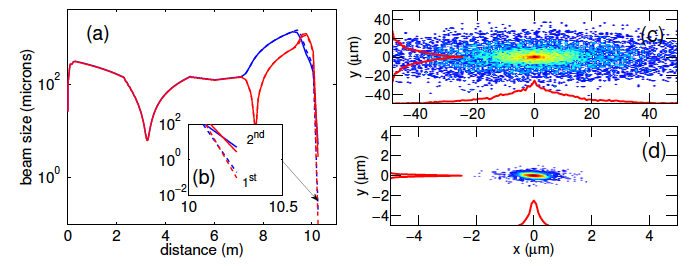 (a)
beam size (microns)
10^2
10^0
0 2 4 6 8 10
distance (m)
10^2
10^0
10^−2
10 10.5
(b)
2^nd
1^st
(c)
y (μm)
40
20
0
−20
−40
−40 −20 0 20 40
(d)
y (μm)
4
2
0
−2
−4
−4 −2 0 2 4
x (μm)